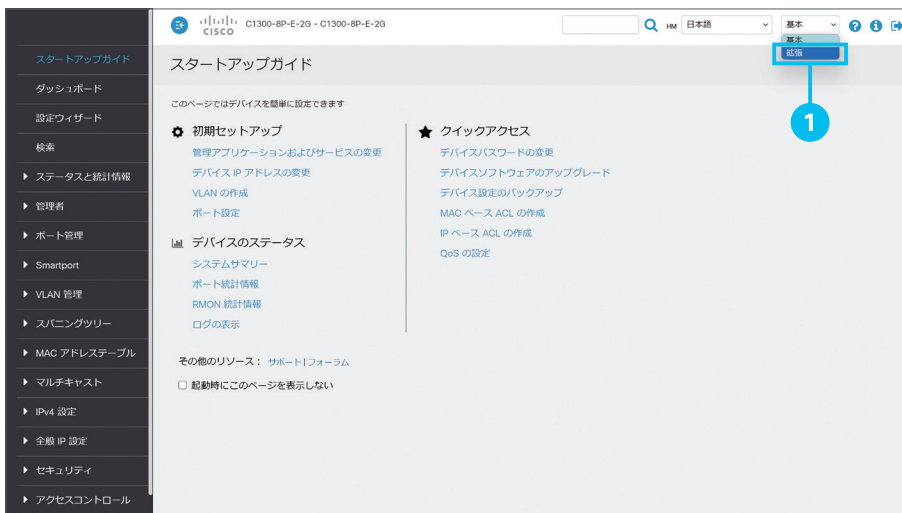 C1300-8P-E-2G - C1300-8P-E-2G
CISCO
HM
日本語
基本
基本
拡張
1
スタートアップガイド
ダッシュボード
設定ウィザード
検索
ステータスと統計情報
管理者
ポート管理
Smartport
VLAN 管理
スパニングツリー
MAC アドレステーブル
マルチキャスト
IPv4 設定
全般 IP 設定
セキュリティ
アクセスコントロール
スタートアップガイド
このページではデバイスを簡単に設定できます
初期セットアップ
管理アプリケーションおよびサービスの変更
デバイス IP アドレスの変更
VLAN の作成
ポート設定
デバイスのステータス
システムサマリー
ポート統計情報
RMON 統計情報
ログの表示
クイックアクセス
デバイスパスワードの変更
デバイスソフトウェアのアップグレード
デバイス設定のバックアップ
MAC ベース ACL の作成
IP ベース ACL の作成
QoS の設定
その他のリソース： サポート | フォーラム
起動時にこのページを表示しない